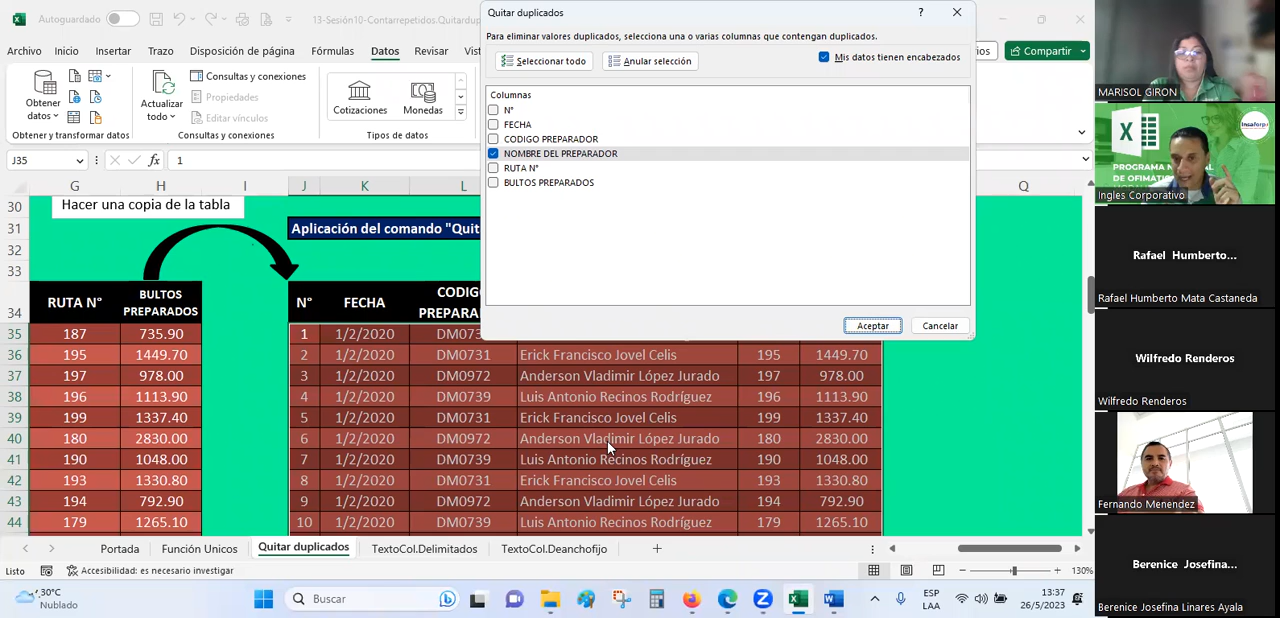 Autoguardado
13-Sesión10-Contarrepetidos.Quitardup
Archivo Inicio Insertar Trazo Disposición de página Fórmulas Datos Revisar Vist
ios Compartir
Obtener datos
Obtener y transformar datos
Actualizar todo
Consultas y conexiones
Propiedades
Editar vínculos
Consultas y conexiones
Cotizaciones
Monedas
Tipos de datos
Quitar duplicados
?
Para eliminar valores duplicados, selecciona una o varias columnas que contengan duplicados.
Seleccionar todo
Anular selección
Mis datos tienen encabezados
Columnas
N°
FECHA
CODIGO PREPARADOR
NOMBRE DEL PREPARADOR
RUTA N°
BULTOS PREPARADOS
Aceptar
Cancelar
J35
fx
1
G H I J K L Q
30 Hacer una copia de la tabla
31 Aplicación del comando "Quit
32
33
34 RUTA N° BULTOS PREPARADOS N° FECHA CODIG PREPARA
35 187 735.90 1 1/2/2020 DM073
36 195 1449.70 2 1/2/2020 DM0731 Erick Francisco Jovel Celis 195 1449.70
37 197 978.00 3 1/2/2020 DM0972 Anderson Vladimir López Jurado 197 978.00
38 196 1113.90 4 1/2/2020 DM0739 Luis Antonio Recinos Rodríguez 196 1113.90
39 199 1337.40 5 1/2/2020 DM0731 Erick Francisco Jovel Celis 199 1337.40
40 180 2830.00 6 1/2/2020 DM0972 Anderson Vladimir López Jurado 180 2830.00
41 190 1048.00 7 1/2/2020 DM0739 Luis Antonio Recinos Rodríguez 190 1048.00
42 193 1330.80 8 1/2/2020 DM0731 Erick Francisco Jovel Celis 193 1330.80
43 194 792.90 9 1/2/2020 DM0972 Anderson Vladimir López Jurado 194 792.90
44 179 1265.10 10 1/2/2020 DM0739 Luis Antonio Recinos Rodríguez 179 1265.10
Portada Función Unicos Quitar duplicados TextoCol.Delimitados TextoCol.Deanchofijo
Listo
Accesibilidad: es necesario investigar
130%
30°C
Nublado
Buscar
ESP
LAA
13:37
26/5/2023
MARISOL GIRON
Insaforp
PROGRAMA N
DE OFIMÁTIC
Ingles Corporativo
Rafael Humberto...
Rafael Humberto Mata Castaneda
Wilfredo Renderos
Wilfredo Renderos
Fernando Menendez
Berenice Josefina...
Berenice Josefina Linares Ayala